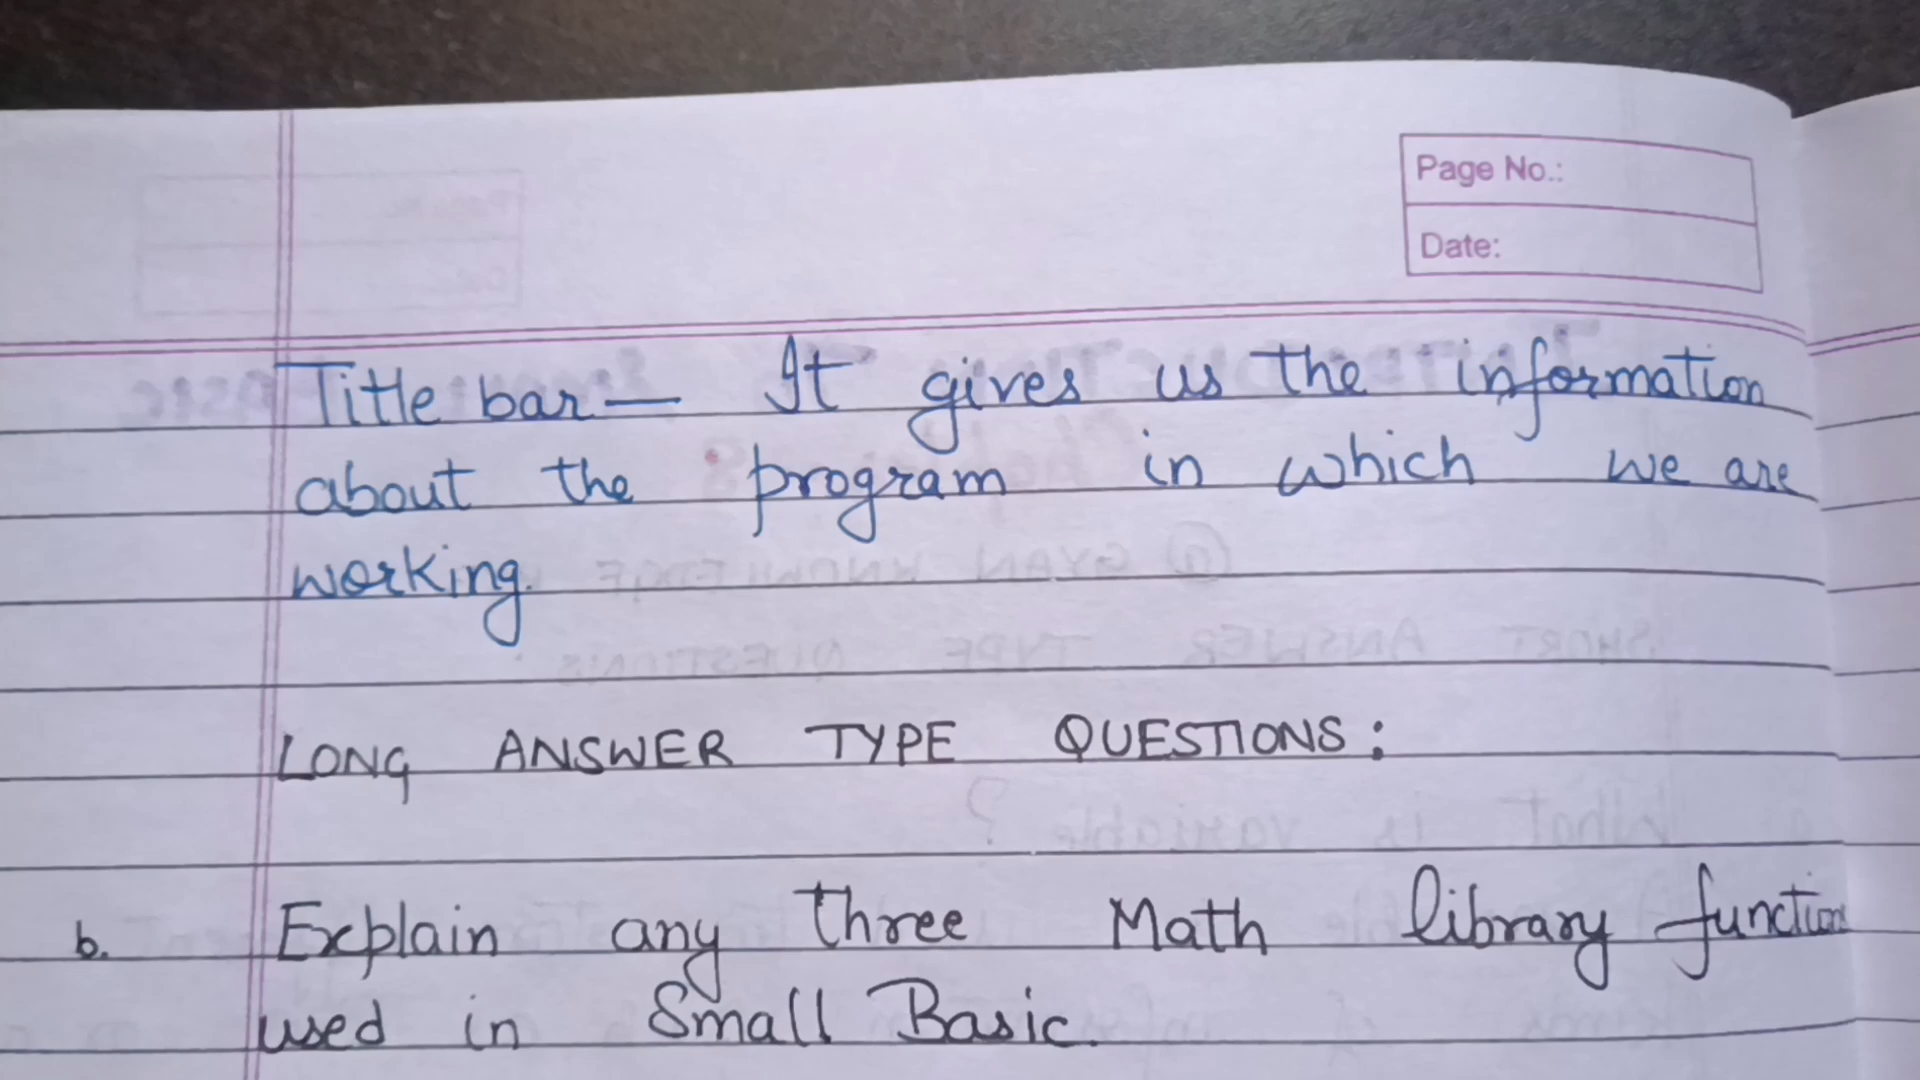 Page No.:
Date:
Title bar— It gives us the information
about the program in which we are
working.
LONG ANSWER TYPE QUESTIONS:
b. Explain any three Math library function
used in Small Basic.